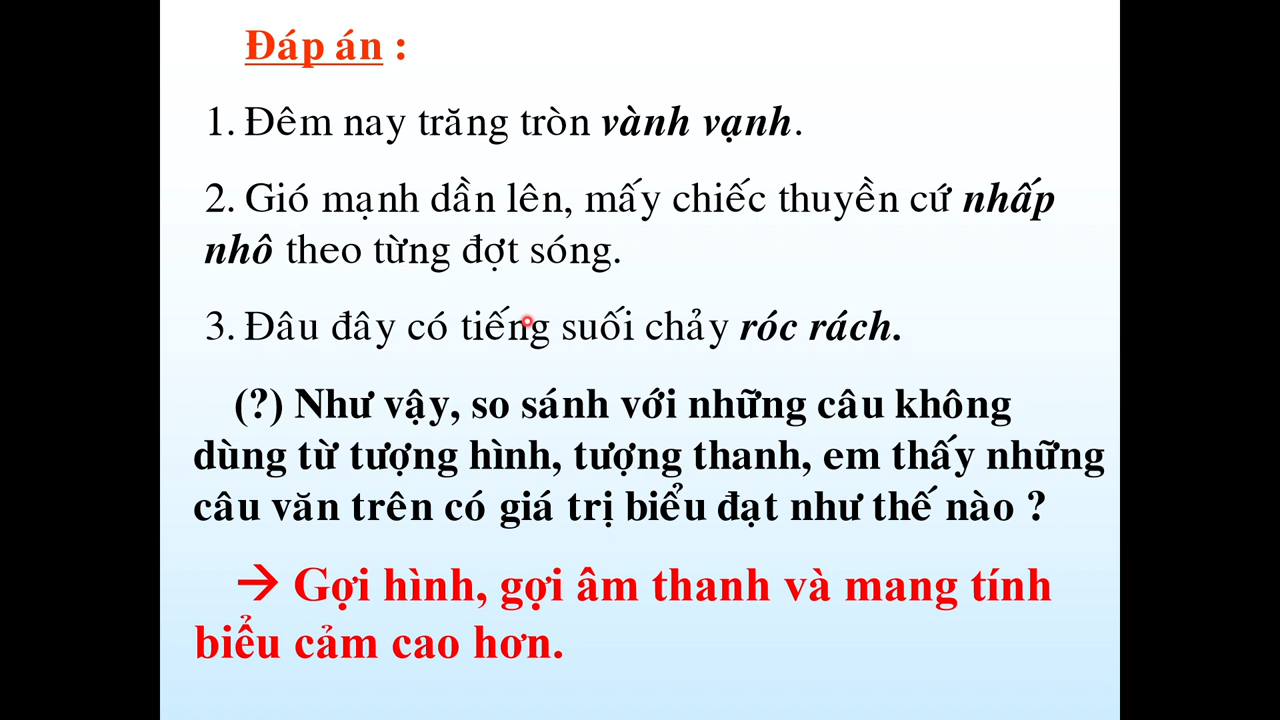 Đáp án :
1. Đêm nay trăng tròn vành vạnh.
2. Gió mạnh dần lên, mấy chiếc thuyền cứ nhấp
nhô theo từng đợt sóng.
3. Đâu đây có tiếng suối chảy róc rách.
(?) Như vậy, so sánh với những câu không
dùng từ tượng hình, tượng thanh, em thấy những
câu văn trên có giá trị biểu đạt như thế nào ?
→ Gợi hình, gợi âm thanh và mang tính
biểu cảm cao hơn.